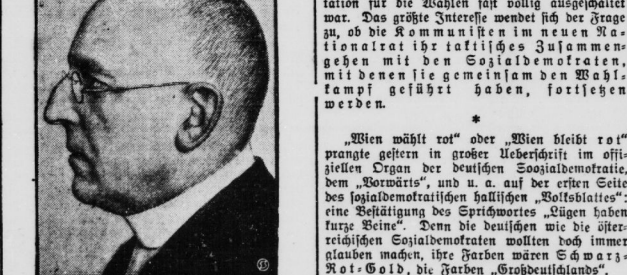 tation für die Wahlen fast völlig ausgeschaltet
war. Das größte Interesse wendet sich der Frage
zu, ob die Kommunisten im neuen Na-
tionalrat ihr taktisches Zusammen-
gehen mit den Sozialdemokraten,
mit denen sie gemeinsam den Wahl-
kampf geführt haben, fortsetzen
werden.
*
„Wien wählt rot“ oder „Wien bleibt rot“
prangte gestern in großer Ueberschrift im offi-
ziellen Organ der deutschen Soozialdemokratie,
dem „Vorwärts“, und u. a. auf der ersten Seite
des sozialdemokratischen hallischen „Volksblattes“:
eine Bestätigung des Sprichwortes „Lügen haben
kurze Beine“. Denn die deutschen wie die öster-
reichischen Sozialdemokraten wollten doch immer
glauben machen, ihre Farben wären Schwarz-
Rot-Gold, die Farben „Großdeutschlands“.